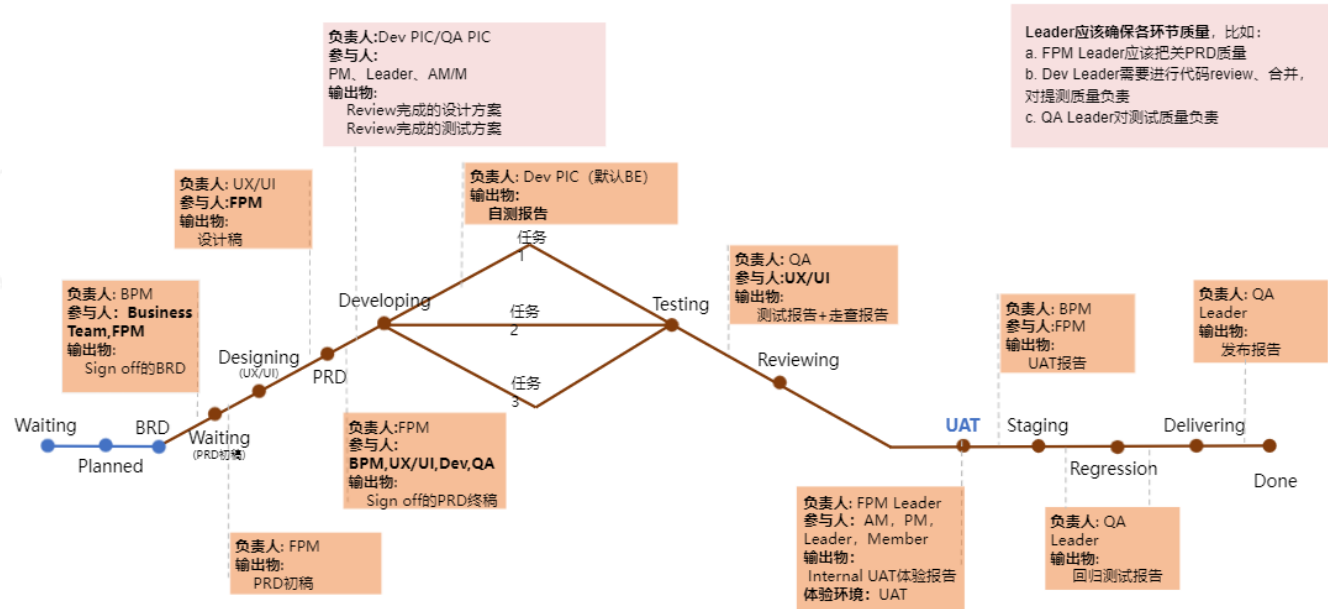 负责人:Dev PIC/QA PIC
参与人:
PM、Leader、AM/M
输出物:
Review完成的设计方案
Review完成的测试方案
Leader应该确保各环节质量，比如：
a. FPM Leader应该把关PRD质量
b. Dev Leader需要进行代码review、合并，
对提测质量负责
c. QA Leader对测试质量负责
负责人: UX/UI
参与人:FPM
输出物:
设计稿
负责人: Dev PIC（默认BE）
输出物:
自测报告
任务
1
任务
2
任务
3
负责人: BPM
参与人：Business
Team,FPM
输出物:
Sign off的BRD
Waiting
Planned
BRD
Waiting
(PRD初稿)
Designing
(UX/UI)
PRD
Developing
Testing
负责人: FPM
输出物:
PRD初稿
负责人:FPM
参与人:
BPM,UX/UI,Dev,QA
输出物:
Sign off的PRD终稿
负责人: QA
参与人:UX/UI
输出物:
测试报告+走查报告
Reviewing
负责人: BPM
参与人:FPM
输出物:
UAT报告
负责人: QA
Leader
输出物:
发布报告
UAT
Staging
Regression
Delivering
Done
负责人: FPM Leader
参与人：AM，PM，
Leader，Member
输出物：
Internal UAT体验报告
体验环境：UAT
负责人: QA
Leader
输出物:
回归测试报告